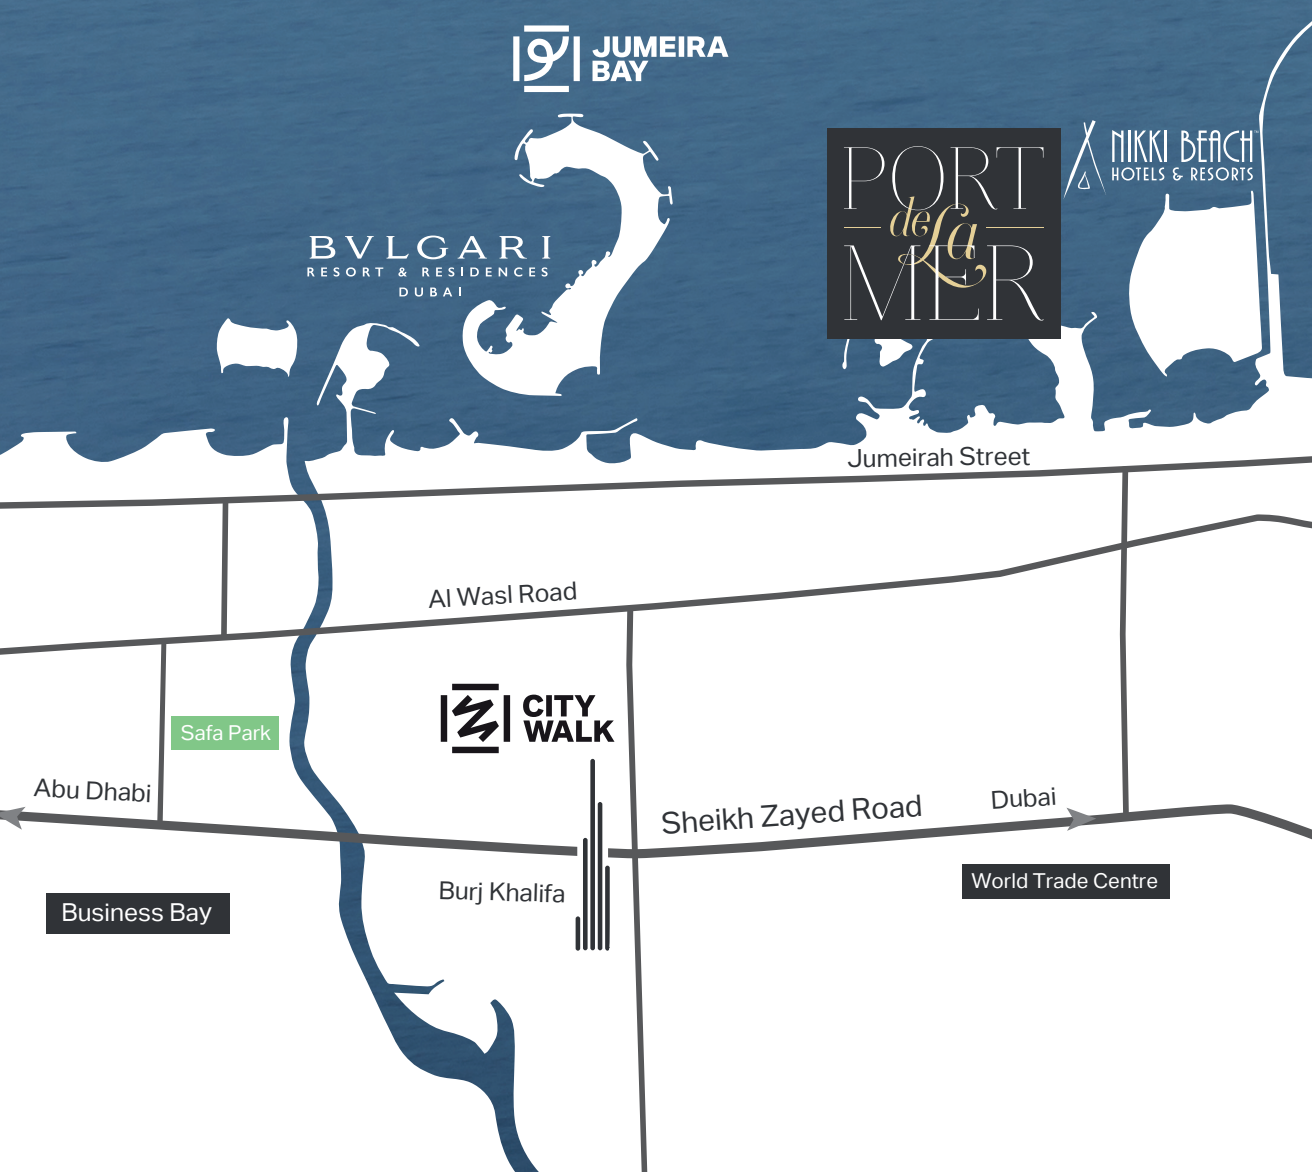 JUMEIRA
BAY
NIKKI BEACH
HOTELS & RESORTS
PORT
de La
MER
BVLGARI
RESORT & RESIDENCES
DUBAI
Jumeirah Street
Al Wasl Road
CITY
WALK
Safa Park
Abu Dhabi
Sheikh Zayed Road
Dubai
World Trade Centre
Burj Khalifa
Business Bay